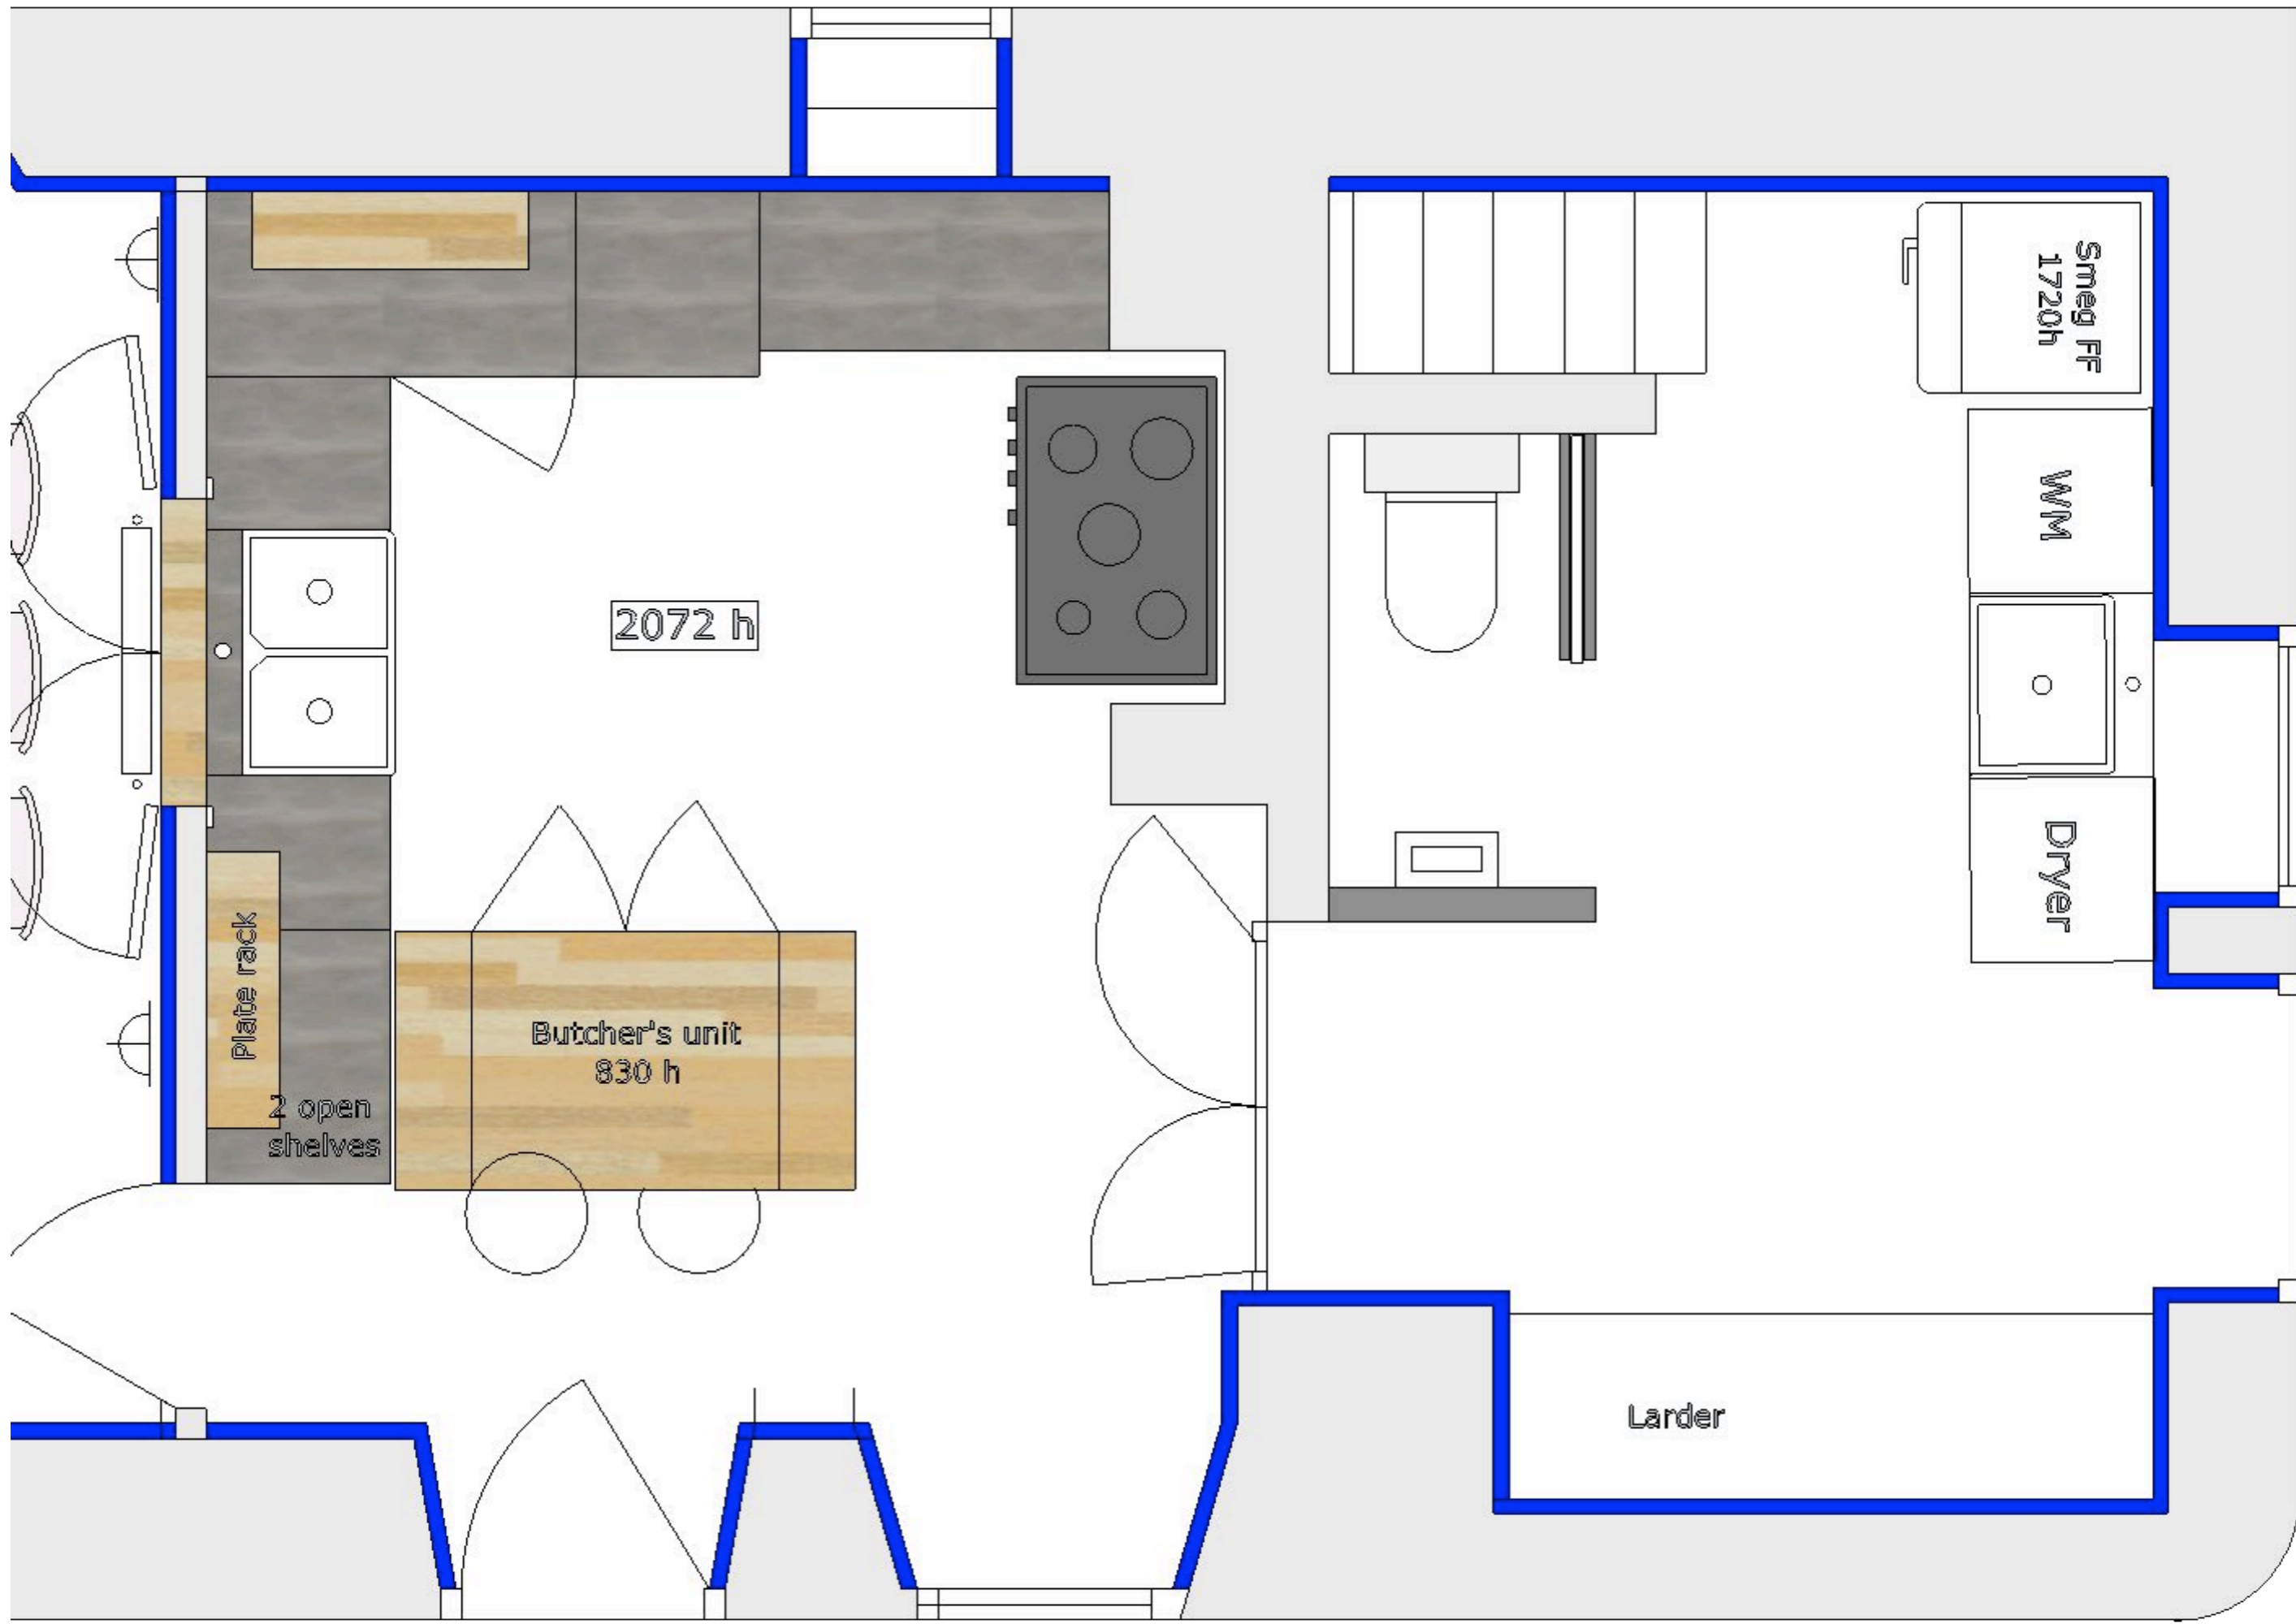 Smeg FF
1720h
WM
2072 h
Dryer
Plate rack
Butcher's unit
830 h
2 open
shelves
Larder